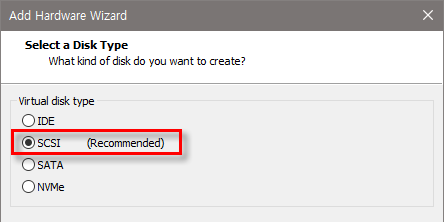 Add Hardware Wizard
Select a Disk Type
What kind of disk do you want to create?
Virtual disk type
IDE
SCSI (Recommended)
SATA
NVMe